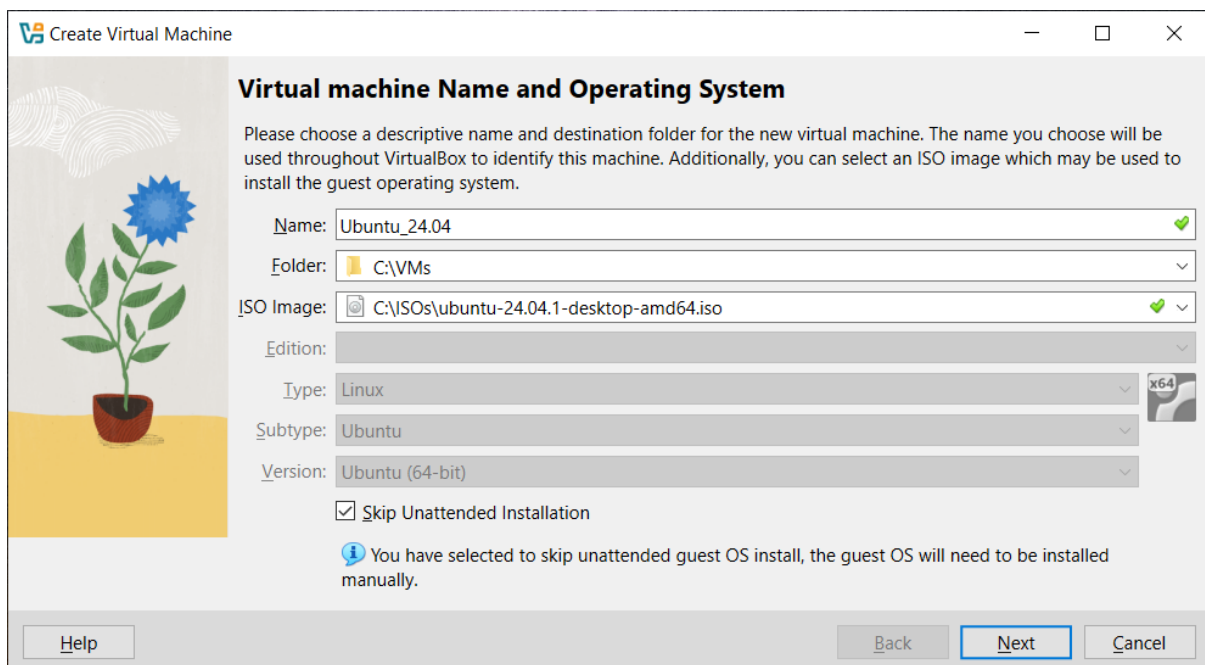 Create Virtual Machine
Virtual machine Name and Operating System
Please choose a descriptive name and destination folder for the new virtual machine. The name you choose will be
used throughout VirtualBox to identify this machine. Additionally, you can select an ISO image which may be used to
install the guest operating system.
Name: Ubuntu_24.04
Folder: C:\VMs
ISO Image: C:\ISOs\ubuntu-24.04.1-desktop-amd64.iso
Edition:
Type: Linux x64
Subtype: Ubuntu
Version: Ubuntu (64-bit)
Skip Unattended Installation
You have selected to skip unattended guest OS install, the guest OS will need to be installed
manually.
Help Back Next Cancel